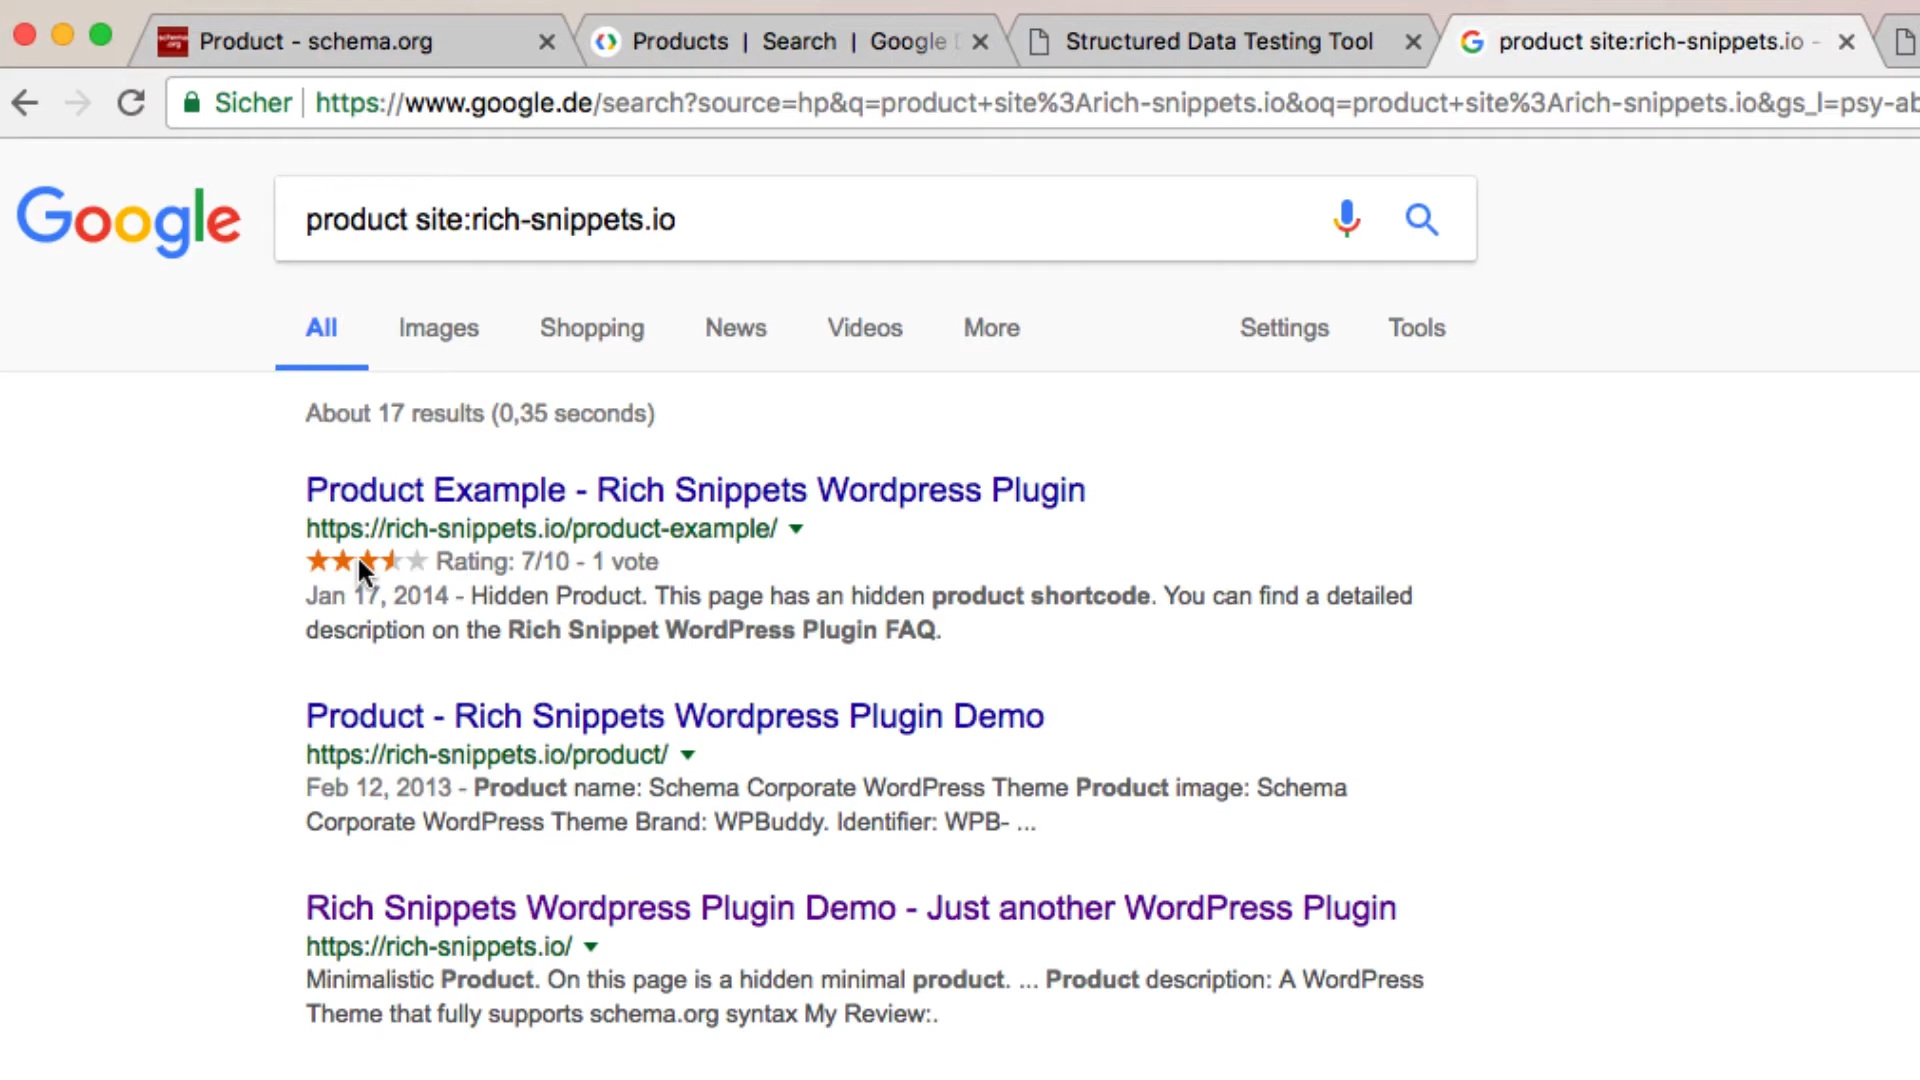 Product - schema.org
Products | Search | Google
Structured Data Testing Tool
product site:rich-snippets.io -
Sicher
https://www.google.de/search?source=hp&q=product+site%3Arich-snippets.io&oq=product+site%3Arich-snippets.io&gs_l=psy-ab
Google
product site:rich-snippets.io
All
Images
Shopping
News
Videos
More
Settings
Tools
About 17 results (0,35 seconds)
Product Example - Rich Snippets Wordpress Plugin
https://rich-snippets.io/product-example/
Rating: 7/10 - 1 vote
Jan 17, 2014 - Hidden Product. This page has an hidden product shortcode. You can find a detailed
description on the Rich Snippet WordPress Plugin FAQ.
Product - Rich Snippets Wordpress Plugin Demo
https://rich-snippets.io/product/
Feb 12, 2013 - Product name: Schema Corporate WordPress Theme Product image: Schema
Corporate WordPress Theme Brand: WPBuddy. Identifier: WPB- ...
Rich Snippets Wordpress Plugin Demo - Just another WordPress Plugin
https://rich-snippets.io/
Minimalistic Product. On this page is a hidden minimal product. ... Product description: A WordPress
Theme that fully supports schema.org syntax My Review:.